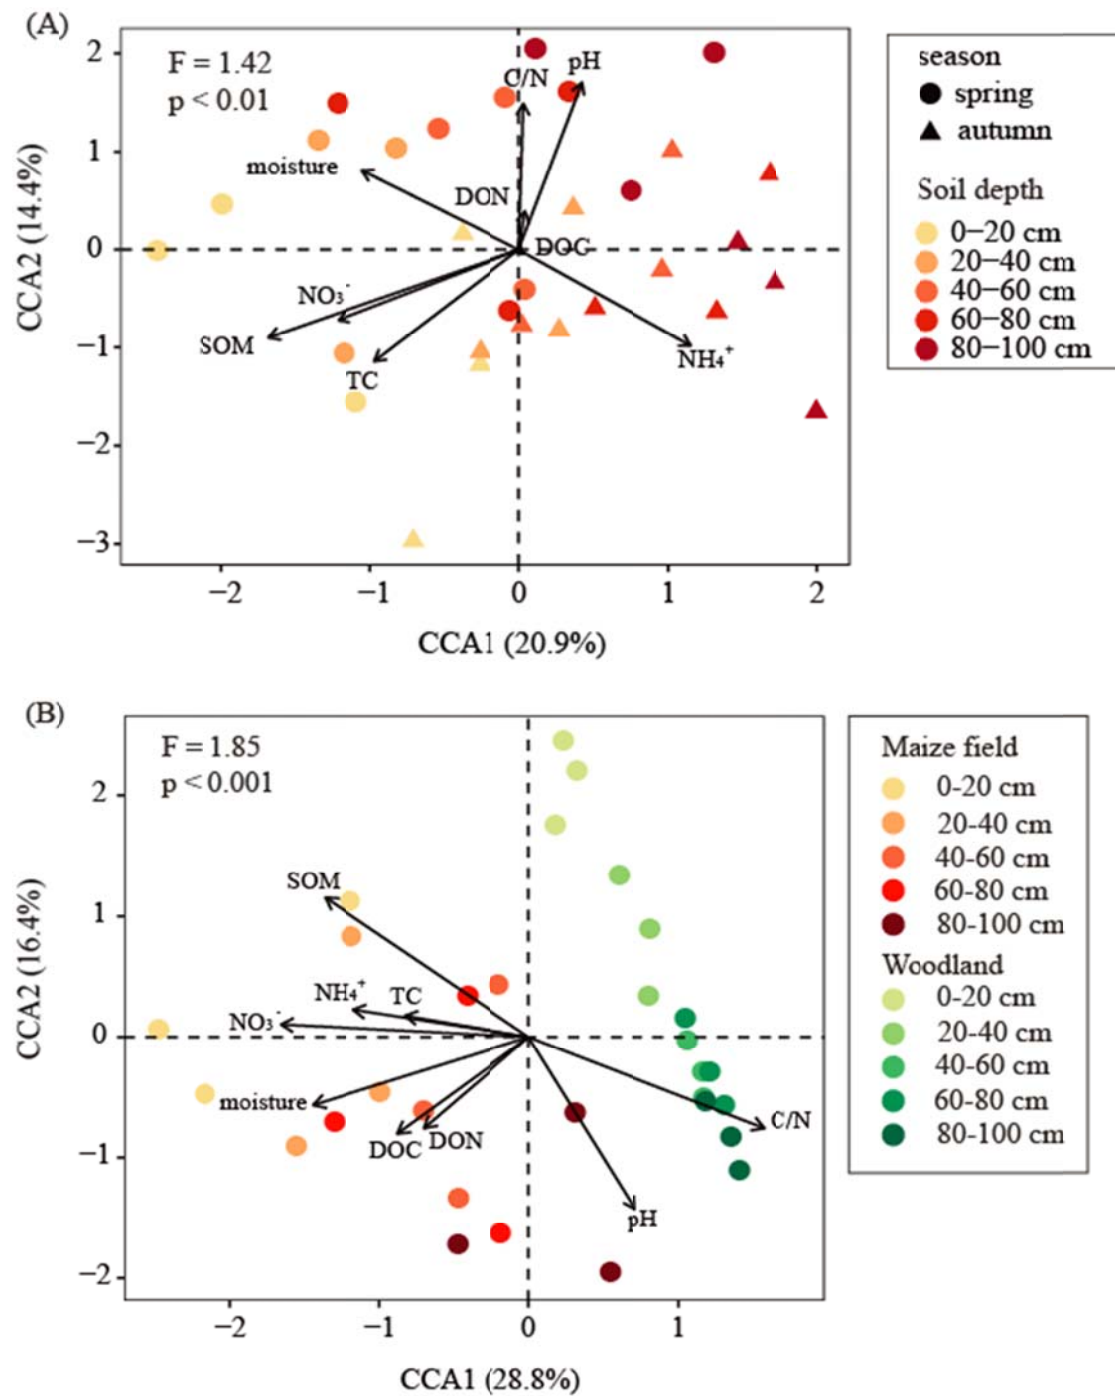 (A)
F = 1.42
p < 0.01
C/N
pH
moisture
DON
DOC
NO₃⁻
SOM
TC
NH₄⁺
CCA2 (14.4%)
2
1
0
−1
−2
−3
−2
−1
0
1
2
CCA1 (20.9%)
season
spring
autumn
Soil depth
0−20 cm
20−40 cm
40−60 cm
60−80 cm
80−100 cm
(B)
F = 1.85
p < 0.001
SOM
NH₄⁺
TC
NO₃⁻
moisture
DOC
DON
C/N
pH
CCA2 (16.4%)
2
1
0
−1
−2
−2
−1
0
1
CCA1 (28.8%)
Maize field
0-20 cm
20-40 cm
40-60 cm
60-80 cm
80-100 cm
Woodland
0-20 cm
20-40 cm
40-60 cm
60-80 cm
80-100 cm